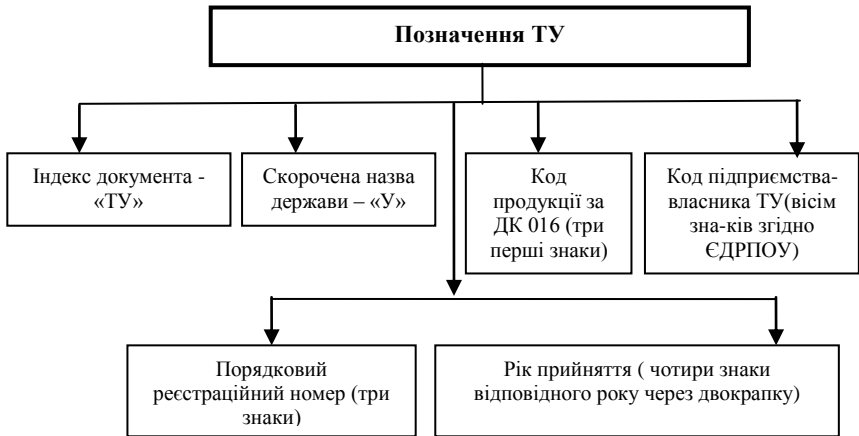 Позначення ТУ
Індекс документа -
«ТУ»
Скорочена назва
держави – «У»
Код
продукції за
ДК 016 (три
перші знаки)
Код підприємства-
власника ТУ(вісім
зна-ків згідно
ЄДРПОУ)
Порядковий
реєстраційний номер (три
знаки)
Рік прийняття ( чотири знаки
відповідного року через двокрапку)